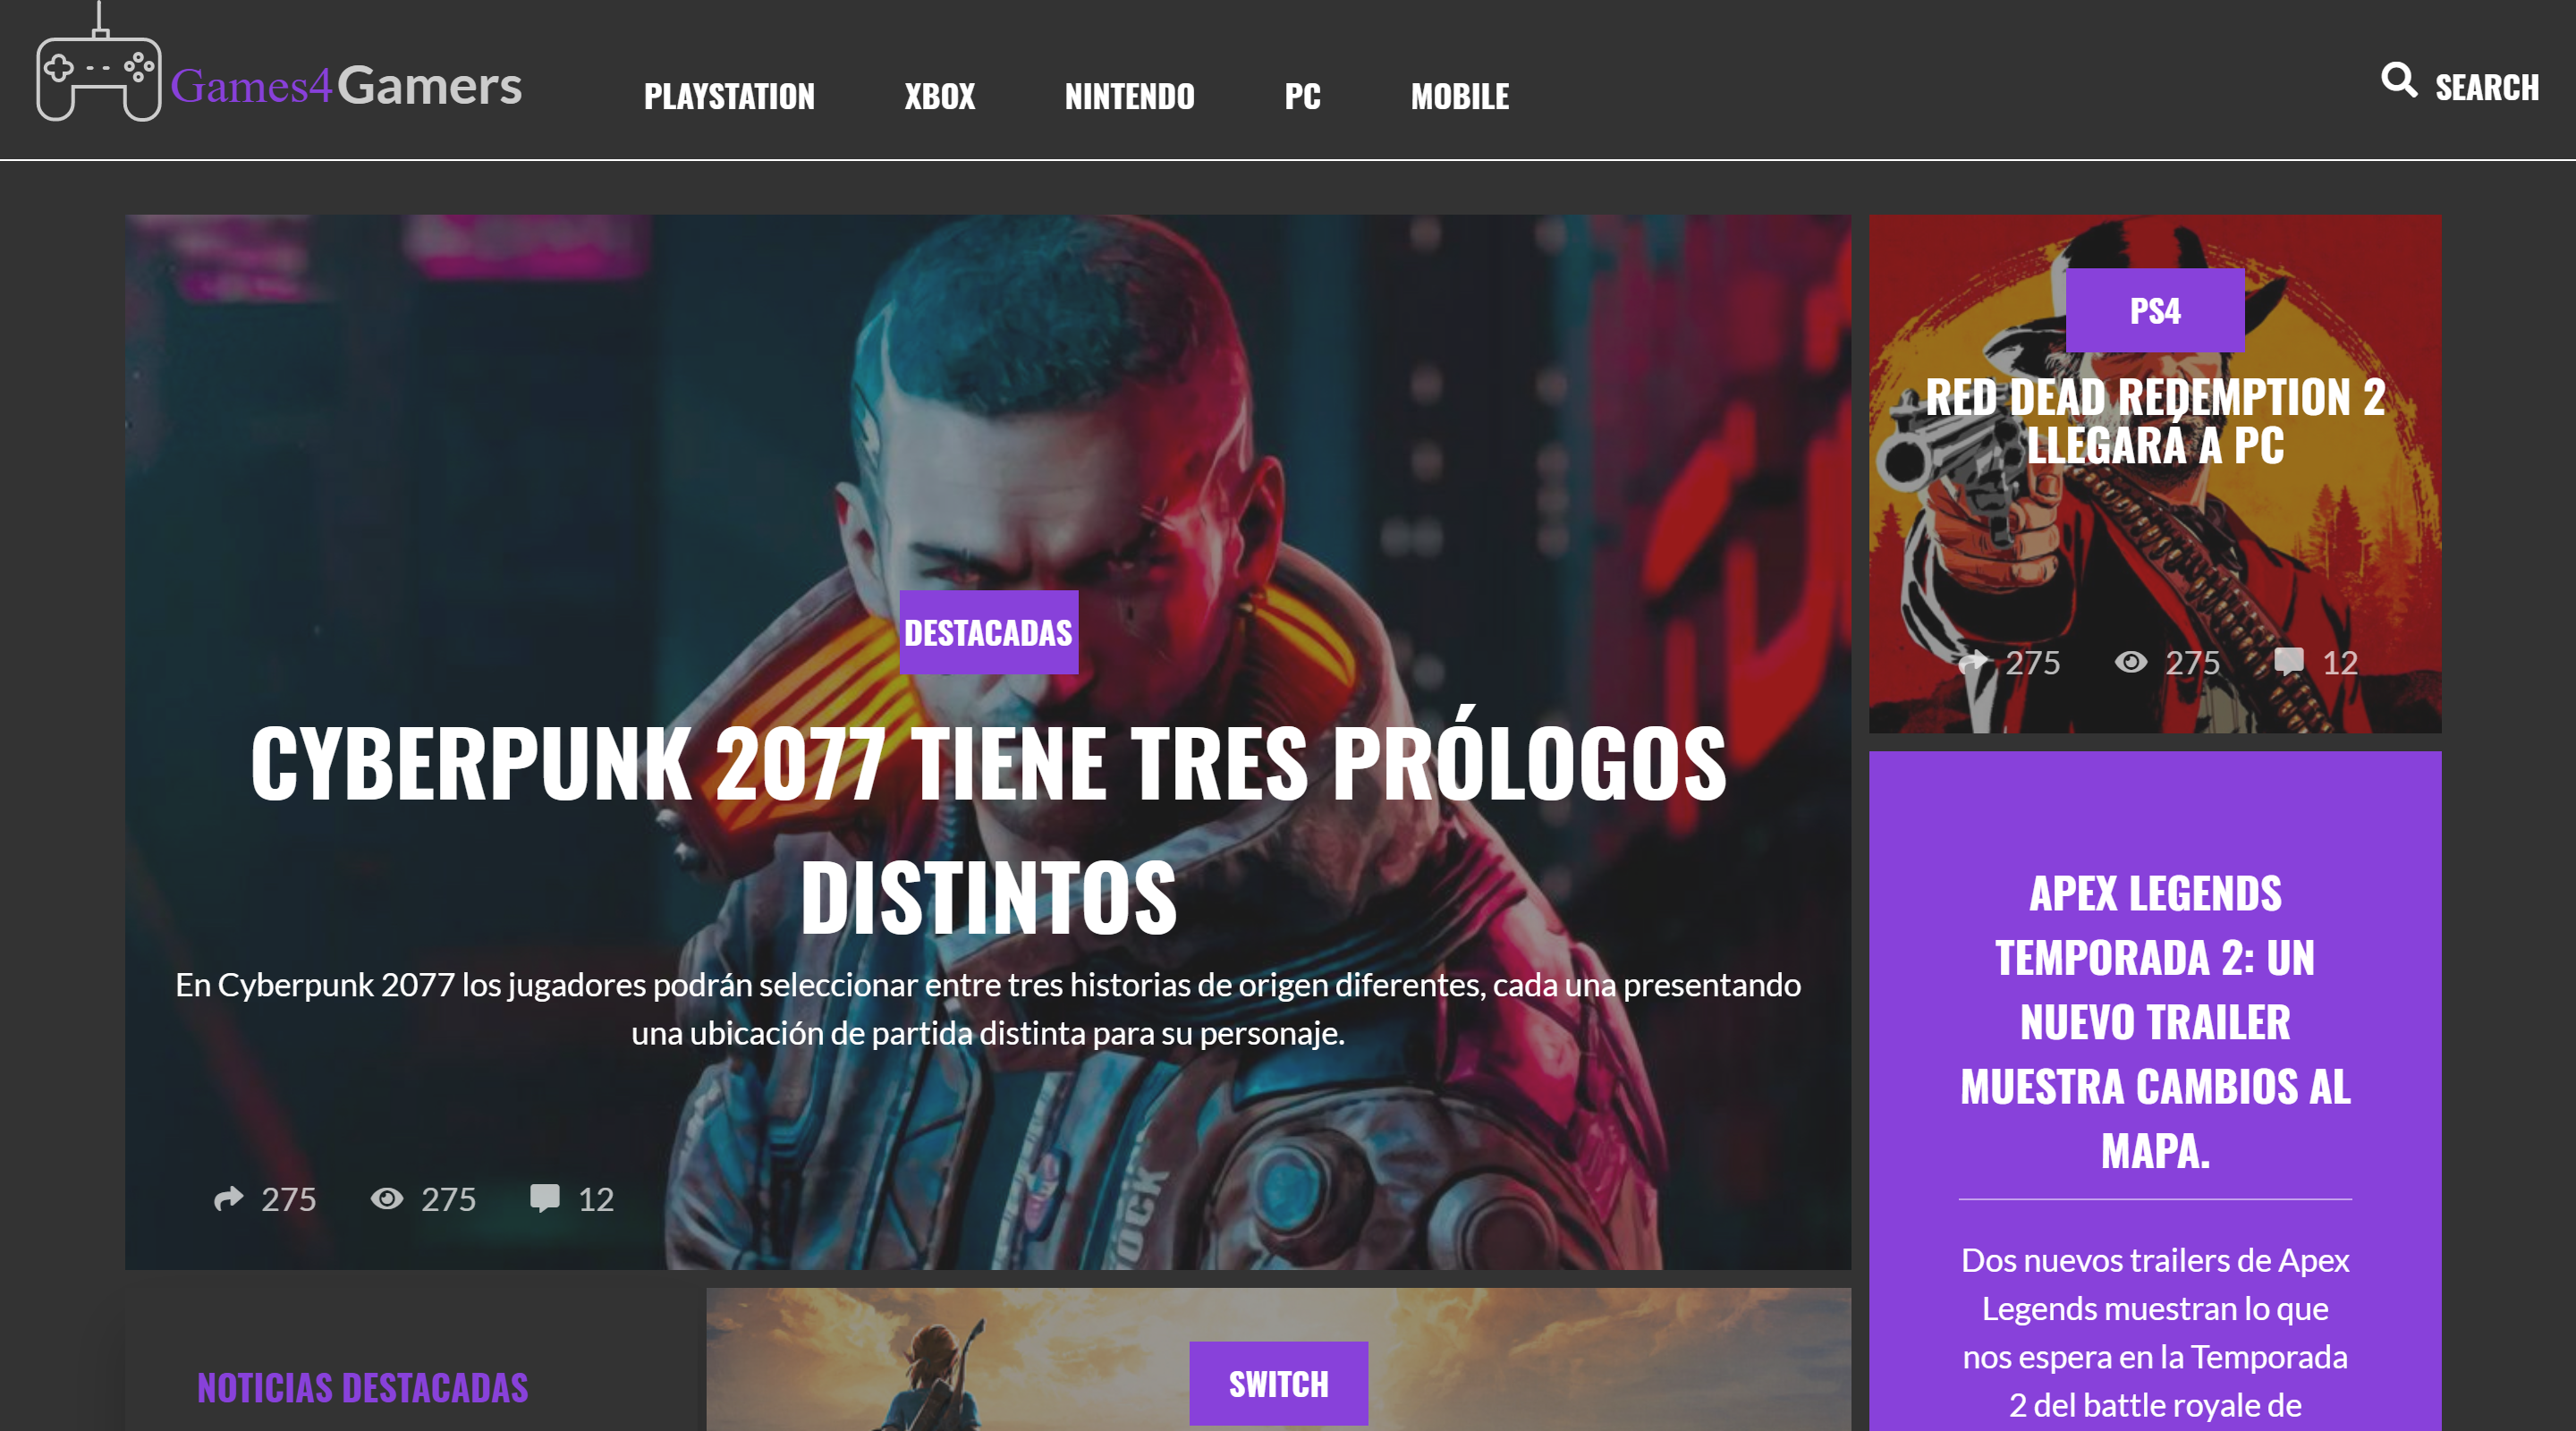 Games4Gamers
PLAYSTATION XBOX NINTENDO PC MOBILE
SEARCH
DESTACADAS
CYBERPUNK 2077 TIENE TRES PRÓLOGOS
DISTINTOS
En Cyberpunk 2077 los jugadores podrán seleccionar entre tres historias de origen diferentes, cada una presentando
una ubicación de partida distinta para su personaje.
275 275 12
PS4
RED DEAD REDEMPTION 2
LLEGARÁ A PC
275 275 12
APEX LEGENDS
TEMPORADA 2: UN
NUEVO TRAILER
MUESTRA CAMBIOS AL
MAPA.
Dos nuevos trailers de Apex
Legends muestran lo que
nos espera en la Temporada
2 del battle royale de
NOTICIAS DESTACADAS
SWITCH